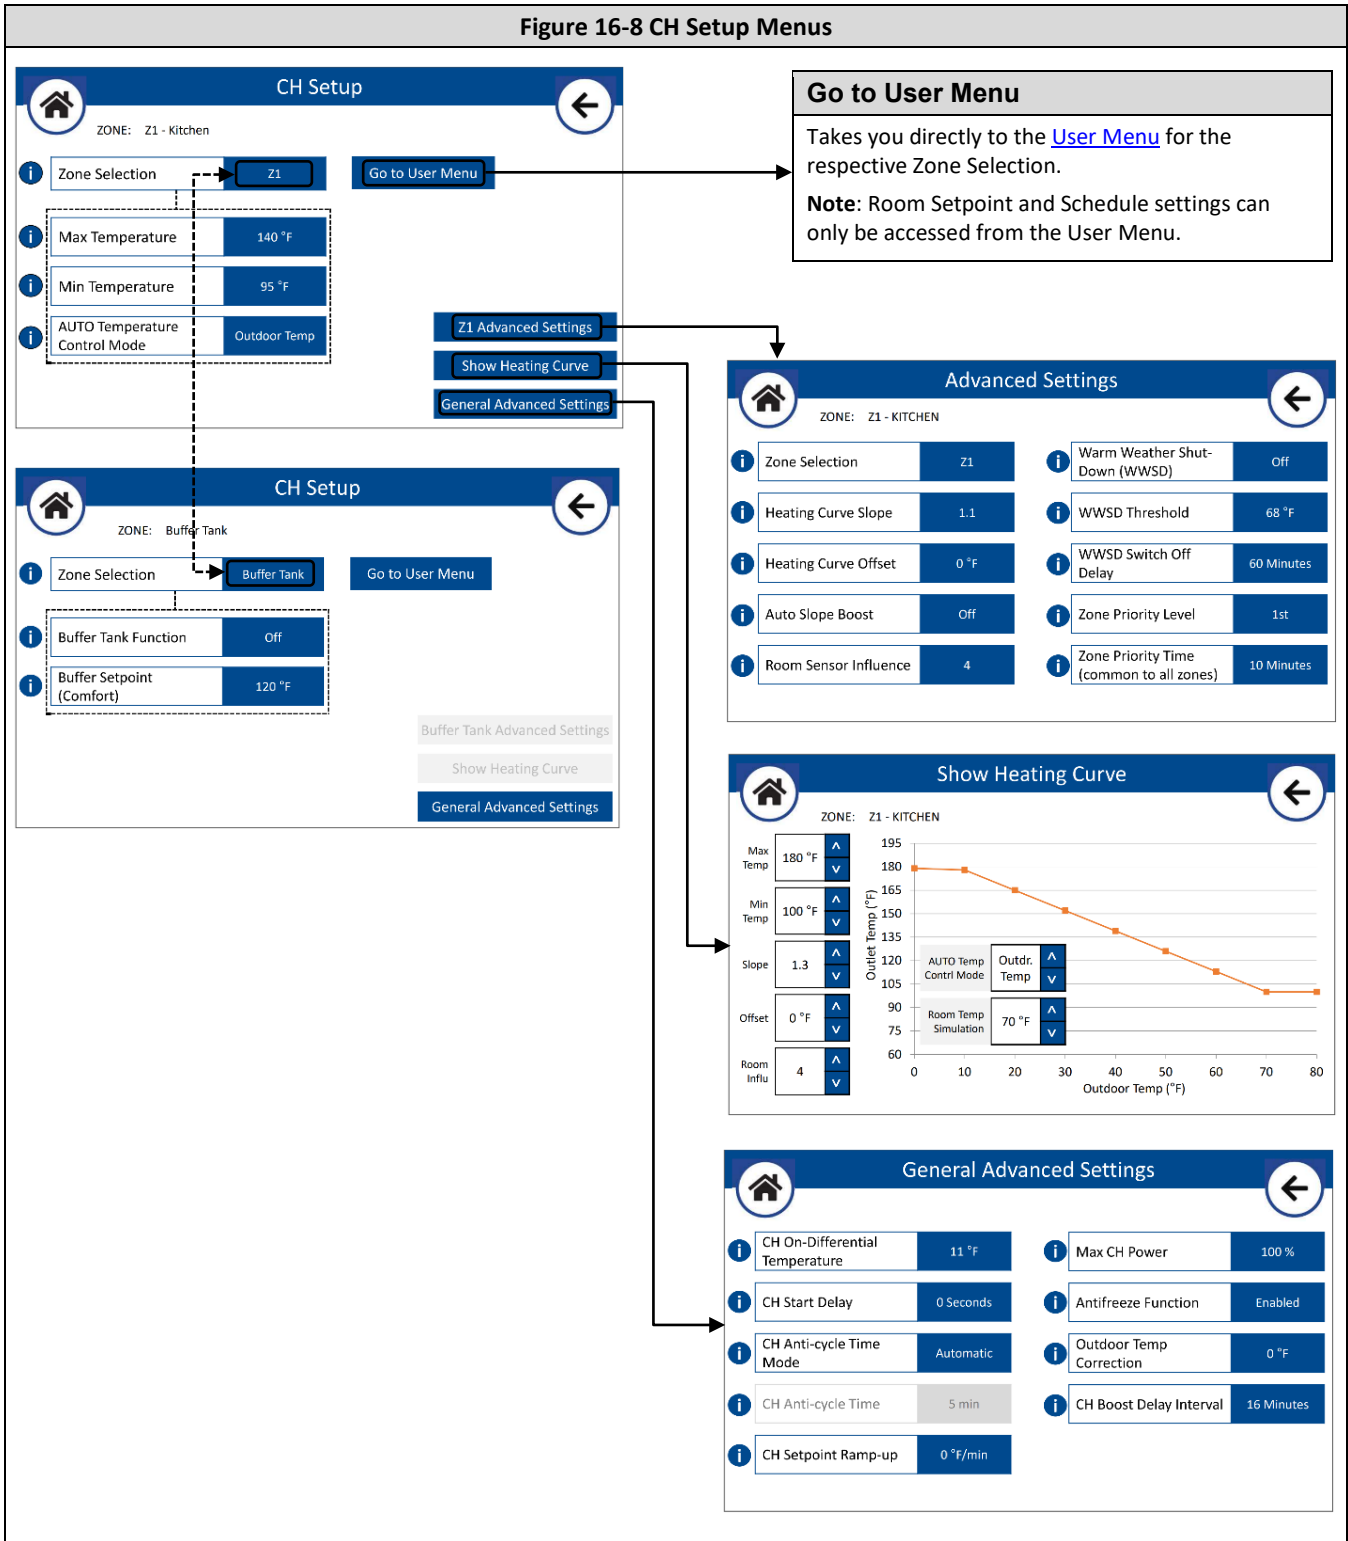 Figure 16-8 CH Setup Menus
CH Setup
ZONE: Z1 - Kitchen
i Zone Selection Z1 Go to User Menu
i Max Temperature 140 °F
i Min Temperature 95 °F
i AUTO Temperature
Control Mode Outdoor Temp
Z1 Advanced Settings
Show Heating Curve
General Advanced Settings
Go to User Menu
Takes you directly to the User Menu for the
respective Zone Selection.
Note: Room Setpoint and Schedule settings can
only be accessed from the User Menu.
CH Setup
ZONE: Buffer Tank
i Zone Selection Buffer Tank Go to User Menu
i Buffer Tank Function Off
i Buffer Setpoint
(Comfort) 120 °F
Buffer Tank Advanced Settings
Show Heating Curve
General Advanced Settings
Advanced Settings
ZONE: Z1 - KITCHEN
i Zone Selection Z1
i Heating Curve Slope 1.1
i Heating Curve Offset 0 °F
i Auto Slope Boost Off
i Room Sensor Influence 4
i Warm Weather Shut-
Down (WWSD) Off
i WWSD Threshold 68 °F
i WWSD Switch Off
Delay 60 Minutes
i Zone Priority Level 1st
i Zone Priority Time
(common to all zones) 10 Minutes
Show Heating Curve
ZONE: Z1 - KITCHEN
Max
Temp 180 °F
Min
Temp 100 °F
Slope 1.3
Offset 0 °F
Room
Influ 4
Outlet Temp (°F)
195
180
165
150
135
120
105
90
75
60
AUTO Temp
Contrl Mode
Outdr.
Temp
Room Temp
Simulation
70 °F
0 10 20 30 40 50 60 70 80
Outdoor Temp (°F)
General Advanced Settings
i CH On-Differential
Temperature 11 °F
i CH Start Delay 0 Seconds
i CH Anti-cycle Time
Mode Automatic
i CH Anti-cycle Time 5 min
i CH Setpoint Ramp-up 0 °F/min
i Max CH Power 100 %
i Antifreeze Function Enabled
i Outdoor Temp
Correction 0 °F
i CH Boost Delay Interval 16 Minutes